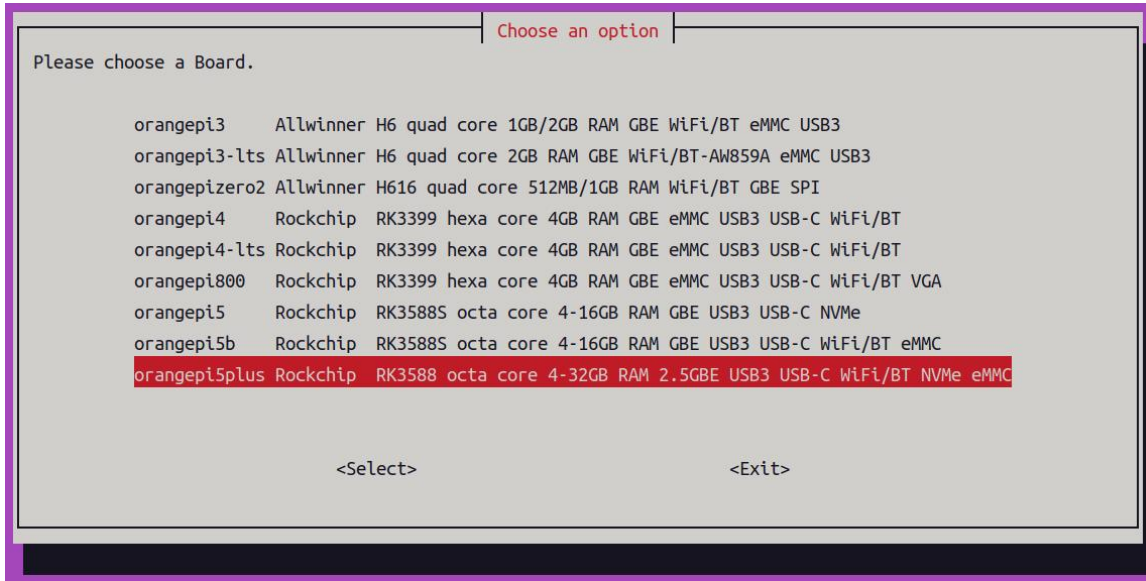 Choose an option
Please choose a Board.
orangepi3 Allwinner H6 quad core 1GB/2GB RAM GBE WiFi/BT eMMC USB3
orangepi3-lts Allwinner H6 quad core 2GB RAM GBE WiFi/BT-AW859A eMMC USB3
orangepizero2 Allwinner H616 quad core 512MB/1GB RAM WiFi/BT GBE SPI
orangepi4 Rockchip RK3399 hexa core 4GB RAM GBE eMMC USB3 USB-C WiFi/BT
orangepi4-lts Rockchip RK3399 hexa core 4GB RAM GBE eMMC USB3 USB-C WiFi/BT
orangepi800 Rockchip RK3399 hexa core 4GB RAM GBE eMMC USB3 USB-C WiFi/BT VGA
orangepi5 Rockchip RK3588S octa core 4-16GB RAM GBE USB3 USB-C NVMe
orangepi5b Rockchip RK3588S octa core 4-16GB RAM GBE USB3 USB-C WiFi/BT eMMC
orangepi5plus Rockchip RK3588 octa core 4-32GB RAM 2.5GBE USB3 USB-C WiFi/BT NVMe eMMC
<Select> <Exit>